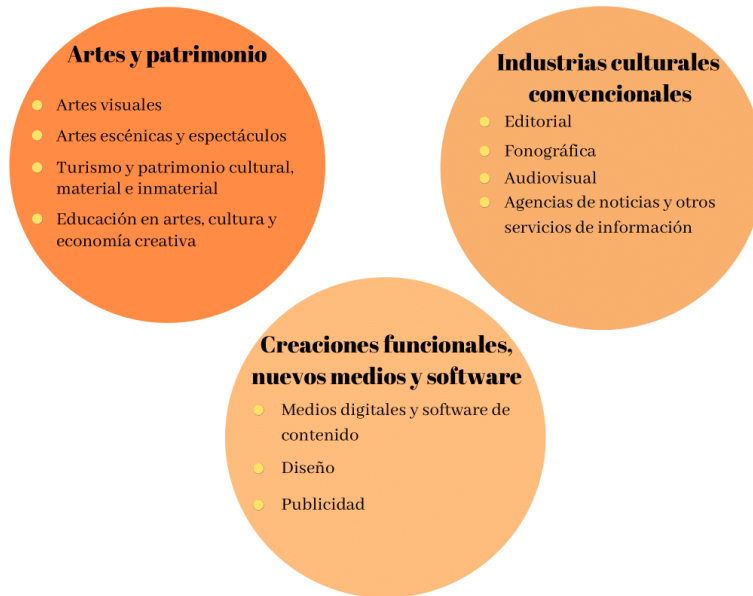 Artes y patrimonio
Artes visuales
Artes escénicas y espectáculos
Turismo y patrimonio cultural,
material e inmaterial
Educación en artes, cultura y
economía creativa
Industrias culturales
convencionales
Editorial
Fonográfica
Audiovisual
Agencias de noticias y otros
servicios de información
Creaciones funcionales,
nuevos medios y software
Medios digitales y software de
contenido
Diseño
Publicidad